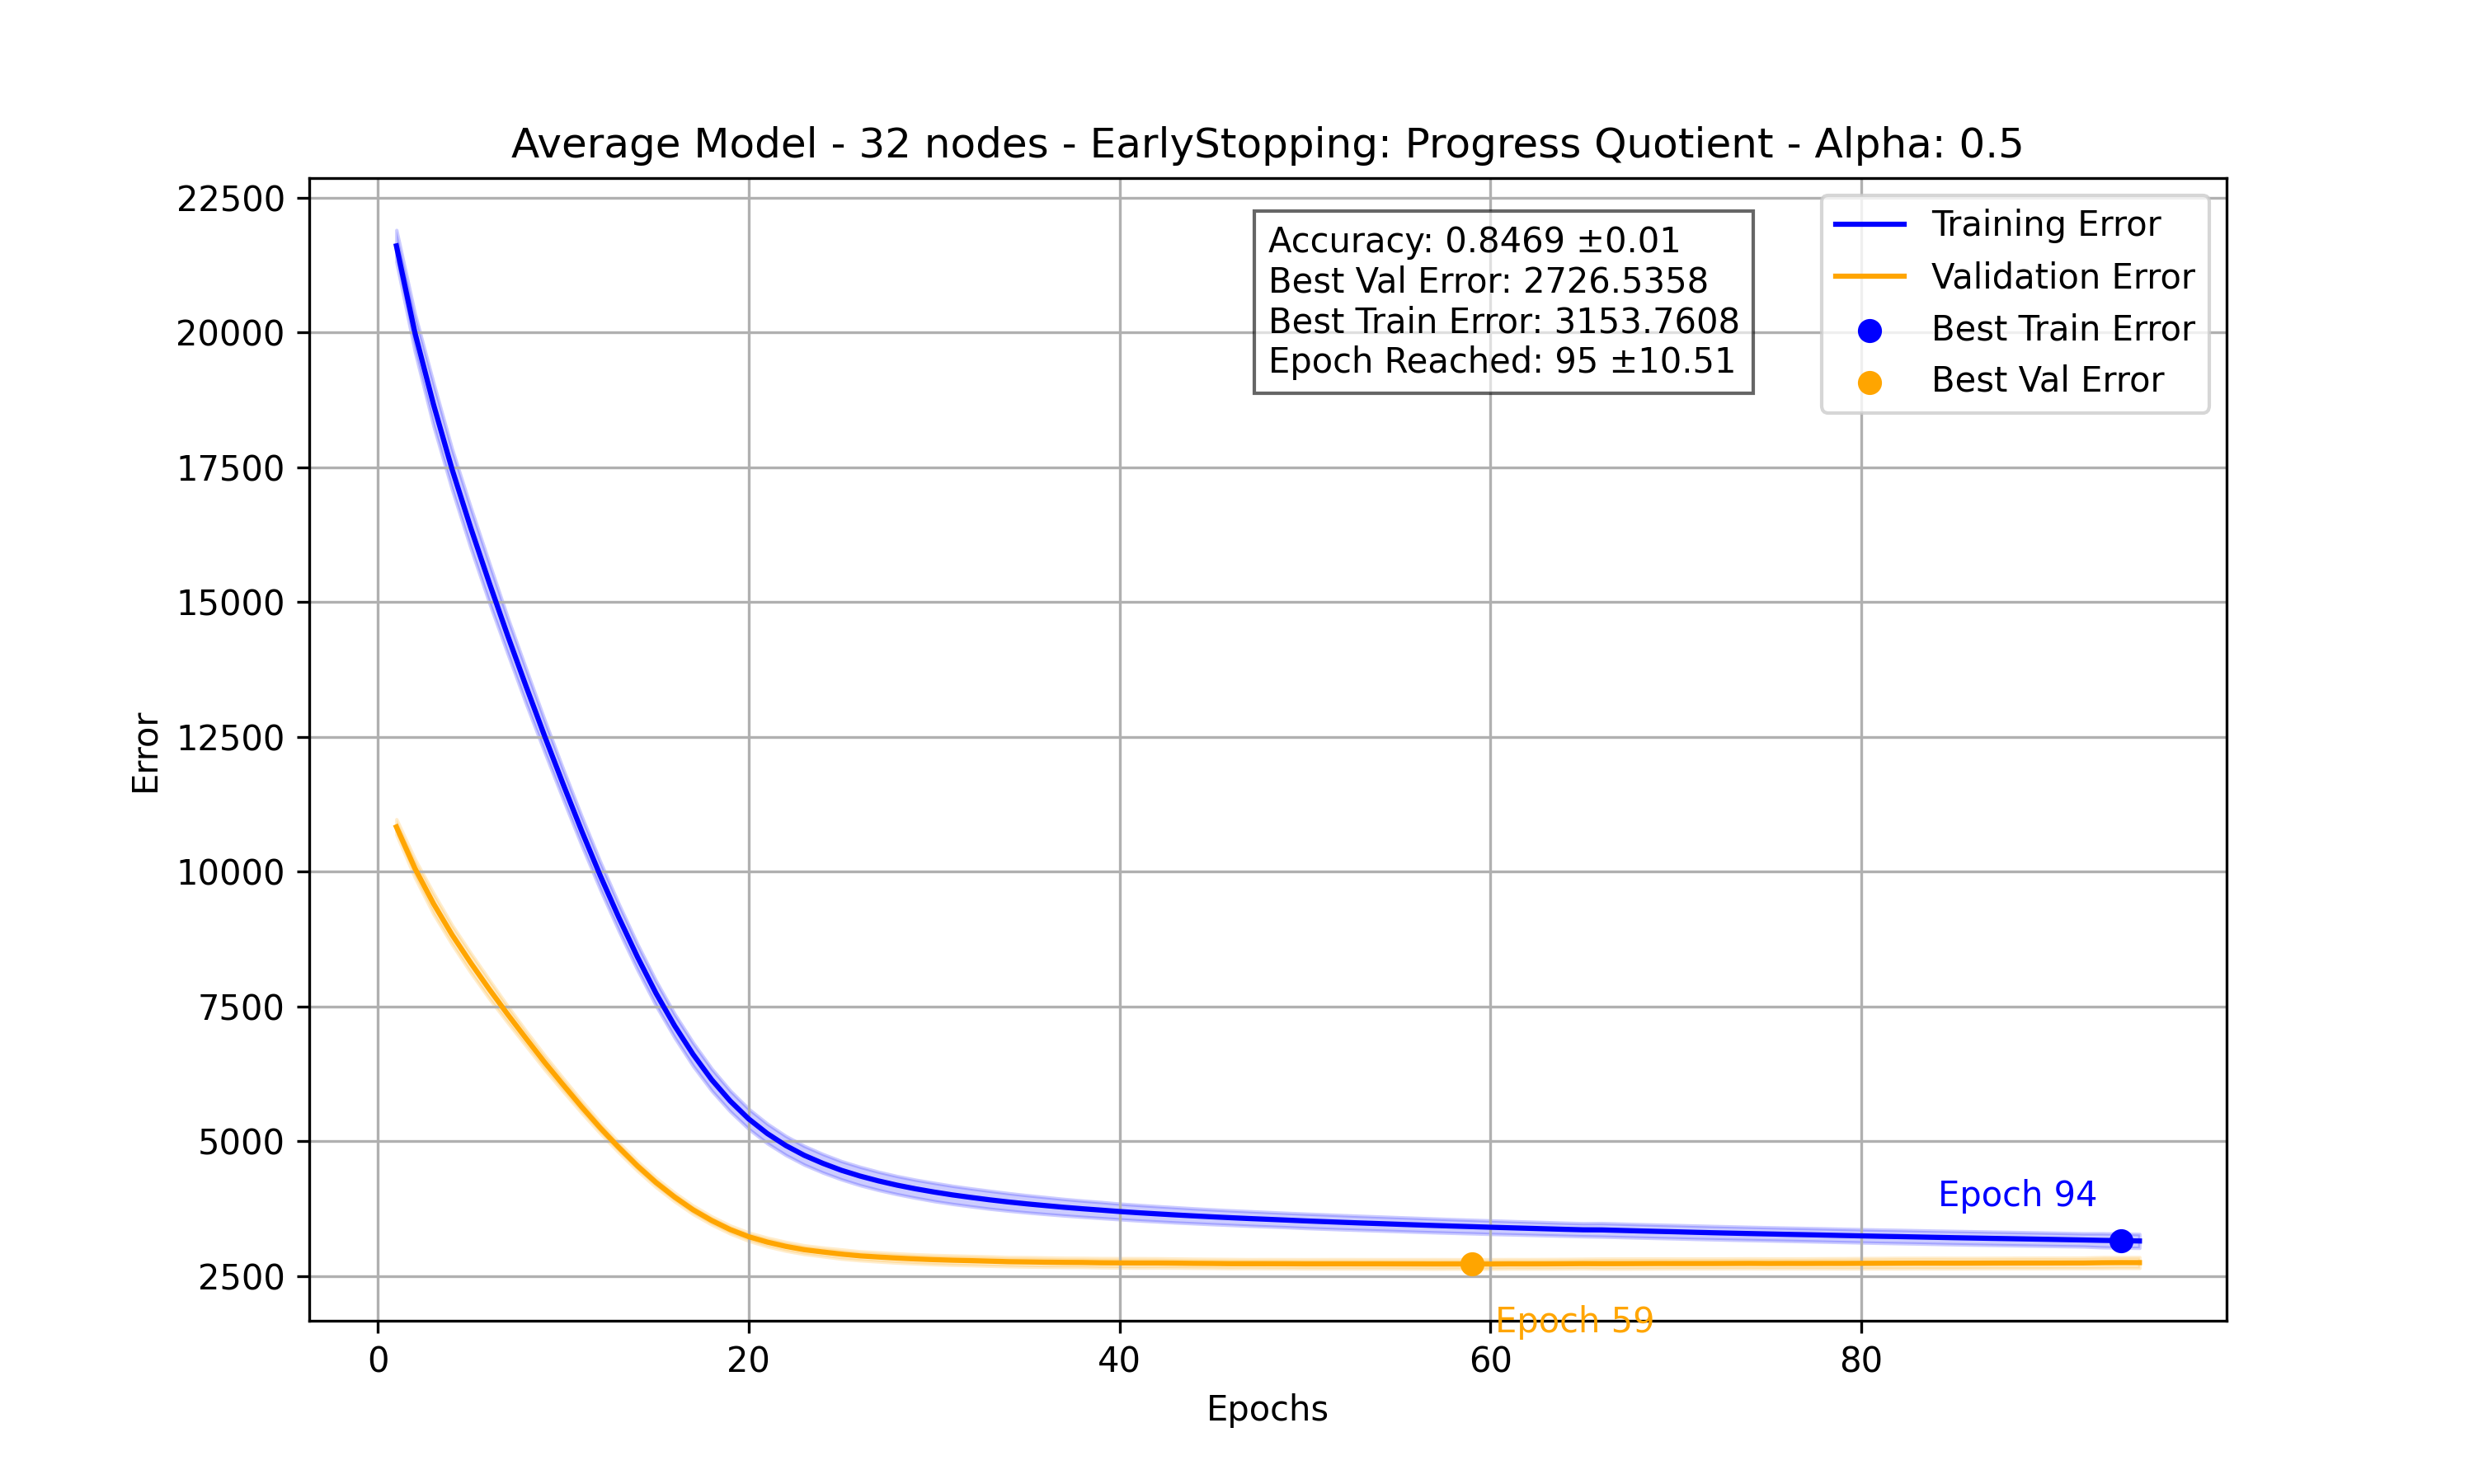 Average Model - 32 nodes - EarlyStopping: Progress Quotient - Alpha: 0.5
22500
20000
17500
15000
12500
10000
7500
5000
2500
Error
Accuracy: 0.8469 ±0.01
Best Val Error: 2726.5358
Best Train Error: 3153.7608
Epoch Reached: 95 ±10.51
Training Error
Validation Error
Best Train Error
Best Val Error
Epoch 94
Epoch 59
0 20 40 60 80
Epochs